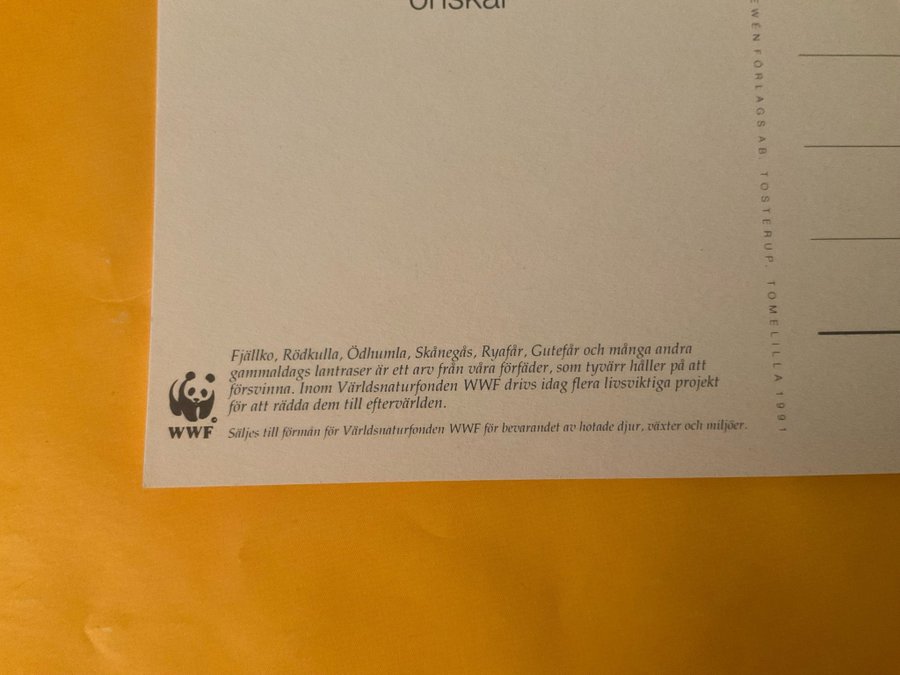 önskar
Fjällko, Rödkulla, Ödhumla, Skånegås, Ryafår, Gutefår och många andra
gammaldags lantraser är ett arv från våra förfäder, som tyvärr håller på att
försvinna. Inom Världsnaturfonden WWF drivs idag flera livsviktiga projekt
för att rädda dem till eftervärlden.
WWF
Säljes till förmån för Världsnaturfonden WWF för bevarandet av hotade djur, växter och miljöer.
EWÉN FÖRLAGS AB, TOSTERUP, TOMELILLA 1991